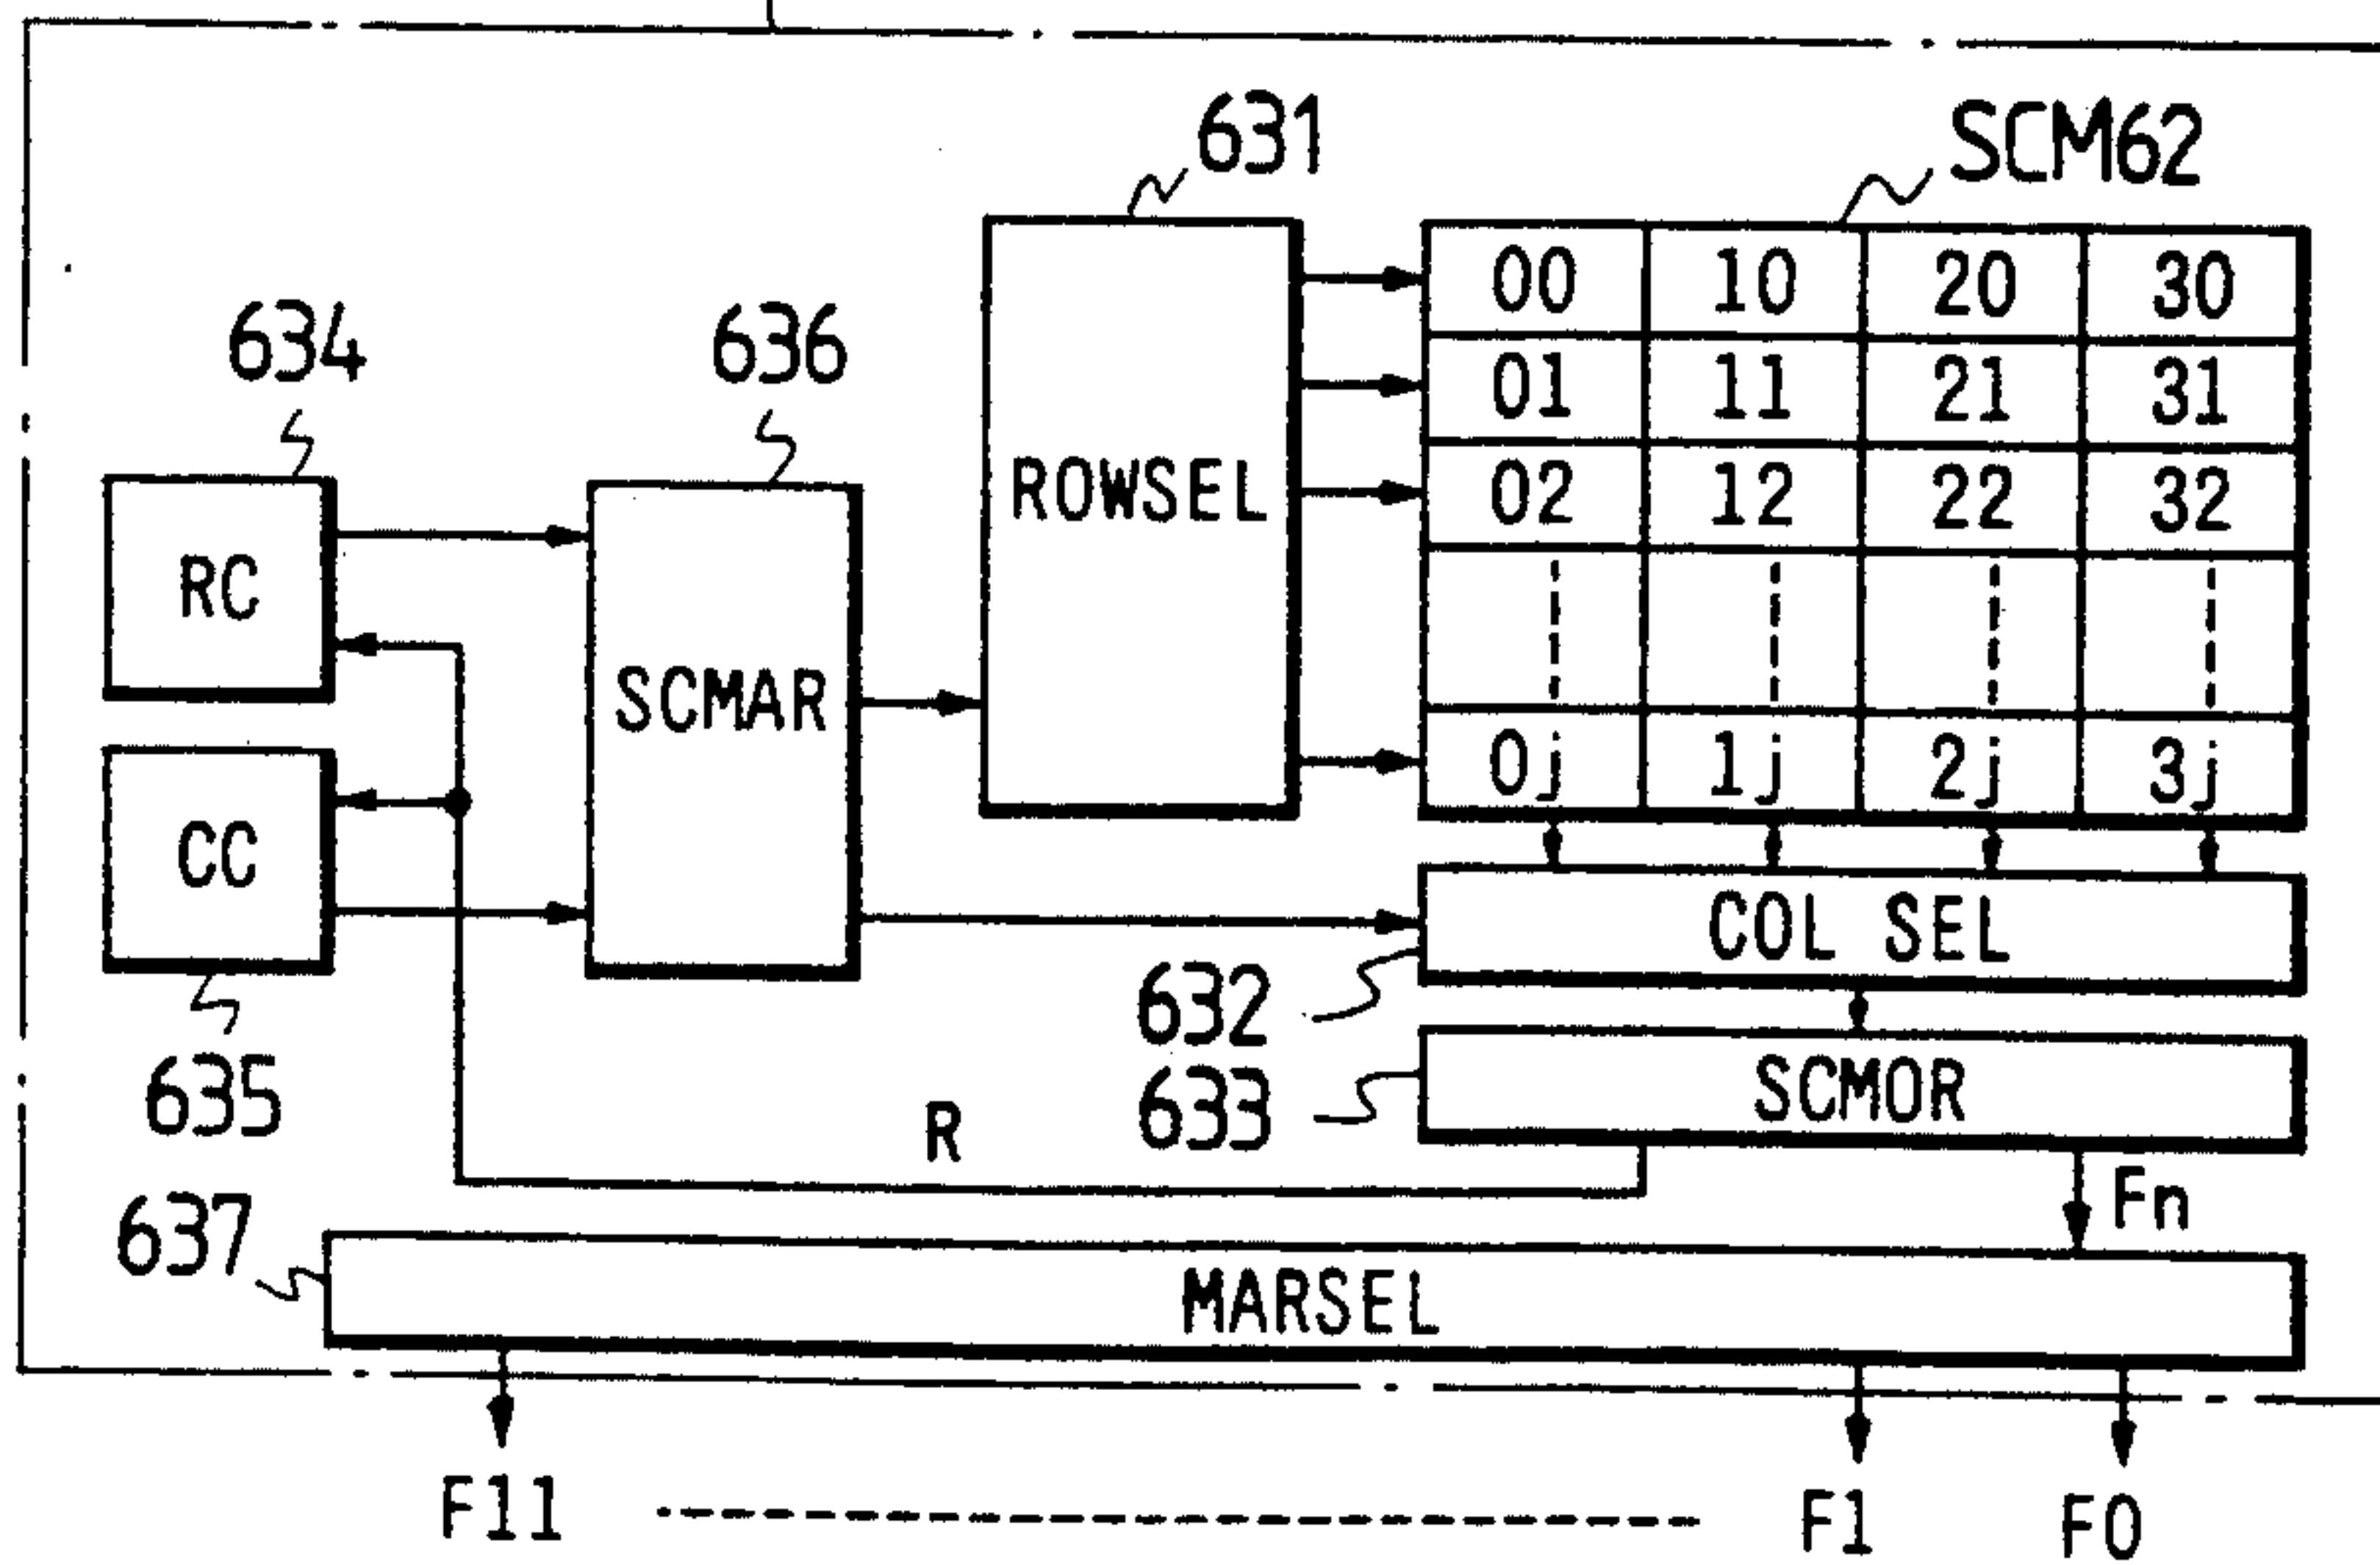 631
SCM62
634
636
00 10 20 30
01 11 21 31
ROWSEL
02 12 22 32
RC
SCMAR
0j 1j 2j 3j
CC
COL SEL
632
635
633
SCMOR
R
Fn
637
MARSEL
F11
F1
F0